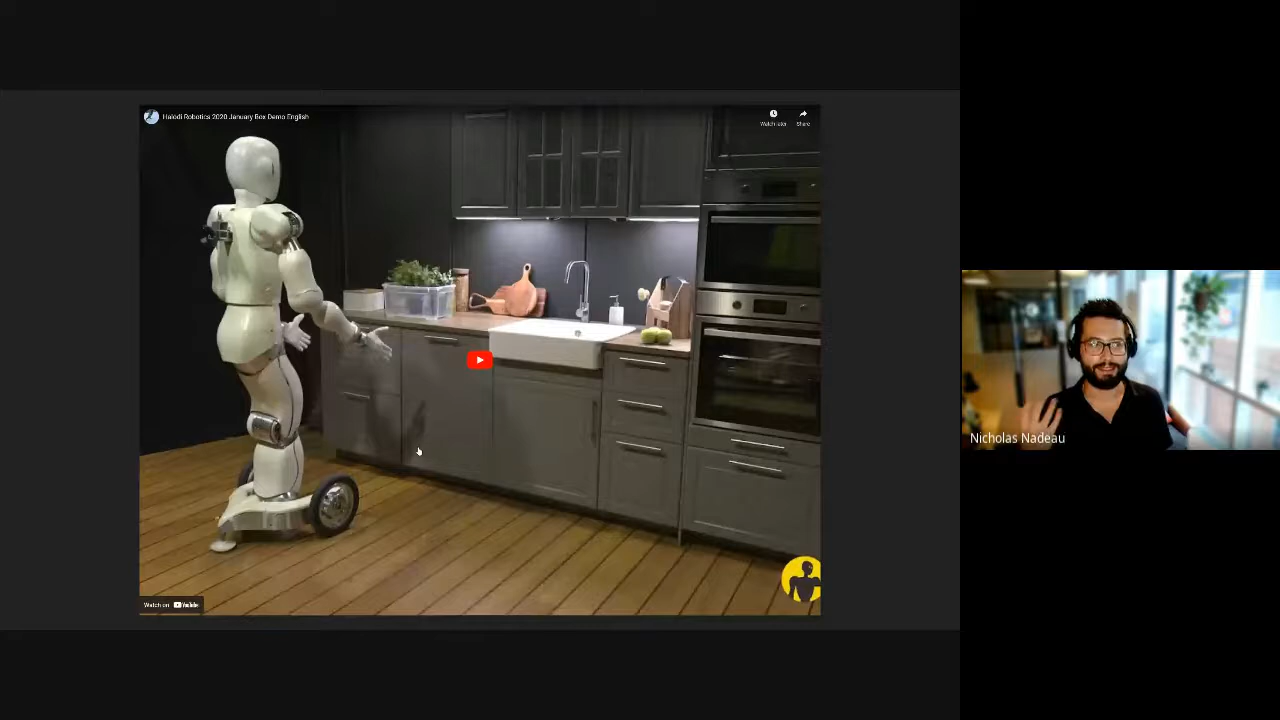 Halodi Robotics 2020 January Box Demo English
Watch later
Share
Nicholas Nadeau
Watch on YouTube